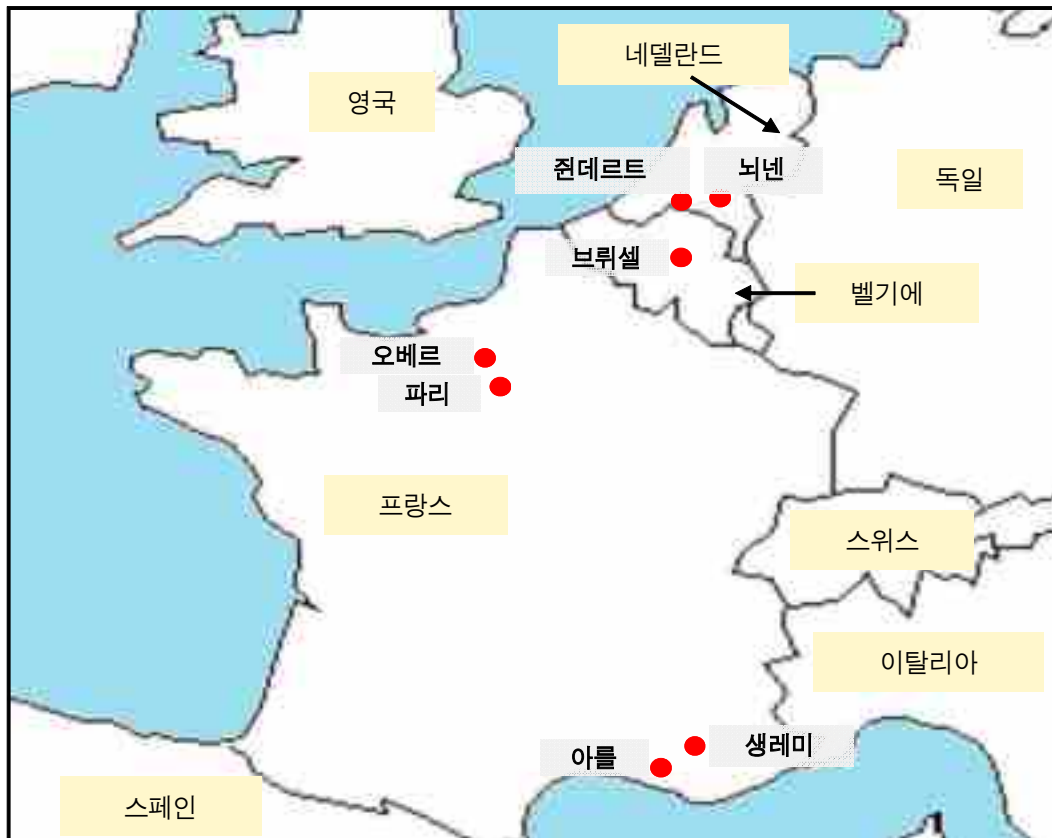 네델란드
영국
쥔데르트
뇌넨
독일
브뤼셀
벨기에
오베르
파리
프랑스
스위스
이탈리아
생레미
아를
스페인